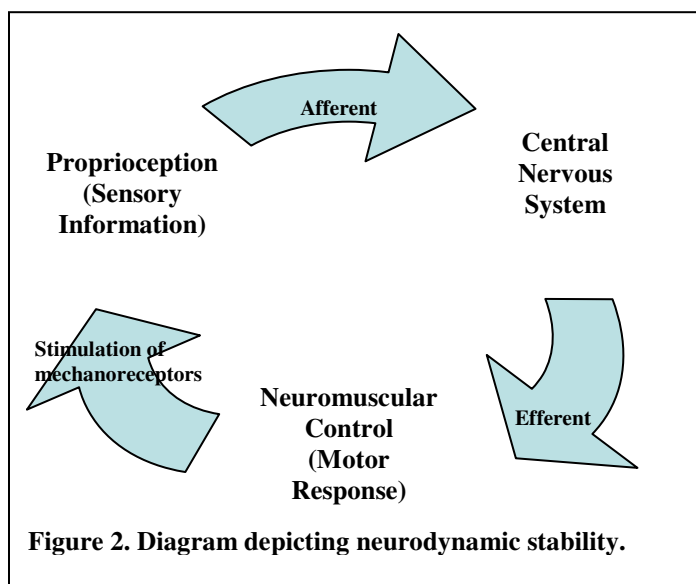 Afferent
Proprioception
(Sensory
Information)
Central
Nervous
System
Stimulation of
mechanoreceptors
Neuromuscular
Control
(Motor
Response)
Efferent
Figure 2. Diagram depicting neurodynamic stability.